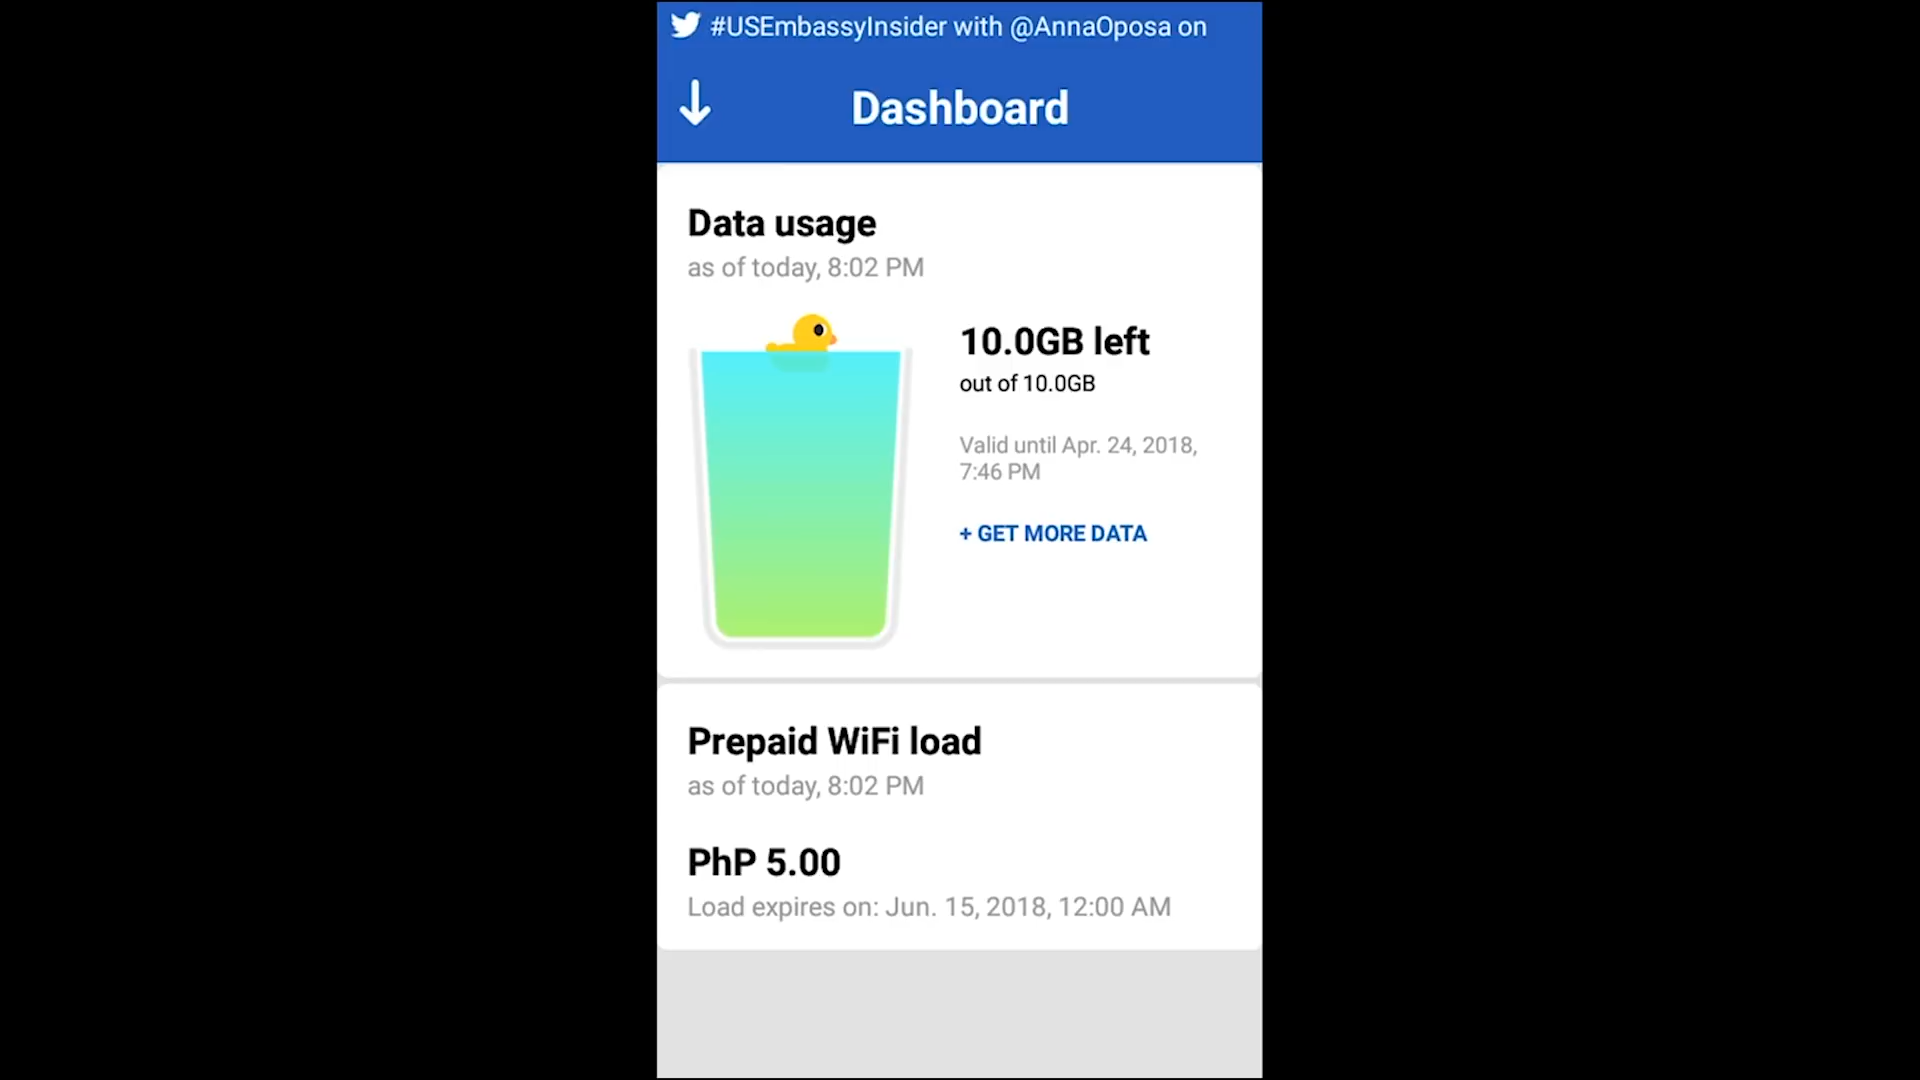 #USEmbassyInsider with @AnnaOposa on
Dashboard
Data usage
as of today, 8:02 PM
10.0GB left
out of 10.0GB
Valid until Apr. 24, 2018,
7:46 PM
+ GET MORE DATA
Prepaid WiFi load
as of today, 8:02 PM
PhP 5.00
Load expires on: Jun. 15, 2018, 12:00 AM